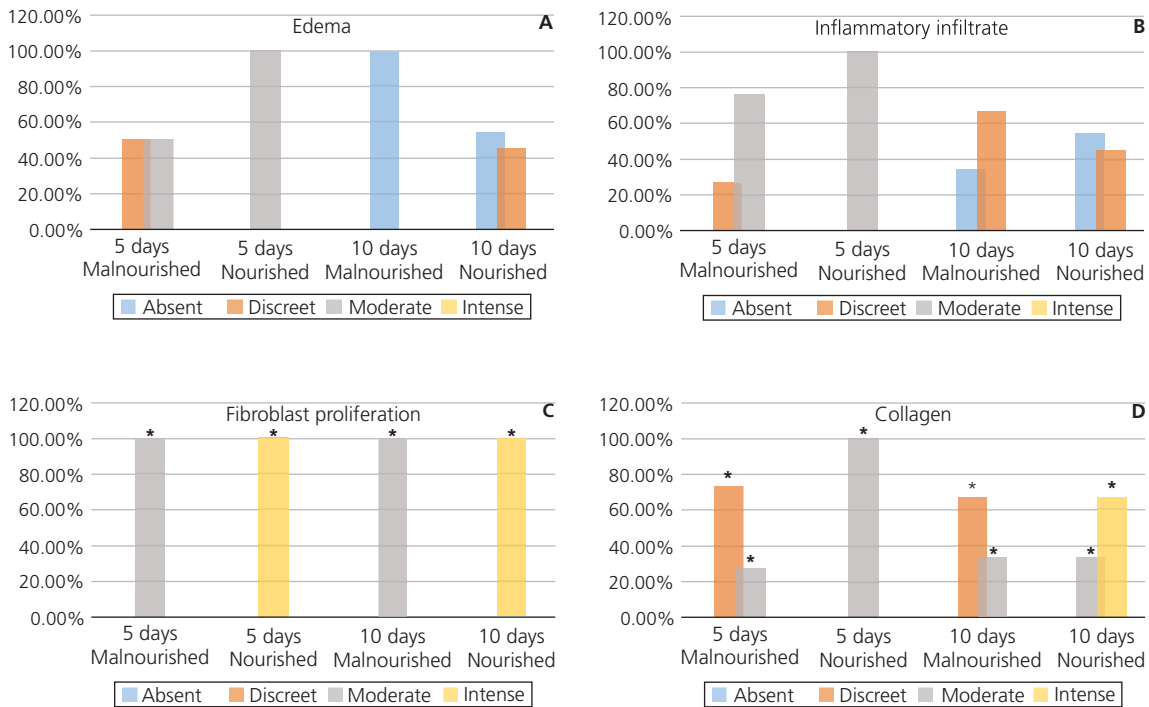 Edema A
120.00%
100.00%
80.00%
60.00%
40.00%
20.00%
0.00%
5 days 5 days 10 days 10 days
Malnourished Nourished Malnourished Nourished
Absent Discreet Moderate Intense
Inflammatory infiltrate B
120.00%
100.00%
80.00%
60.00%
40.00%
20.00%
0.00%
5 days 5 days 10 days 10 days
Malnourished Nourished Malnourished Nourished
Absent Discreet Moderate Intense
Fibroblast proliferation C
120.00%
100.00%
80.00%
60.00%
40.00%
20.00%
0.00%
* * * *
5 days 5 days 10 days 10 days
Malnourished Nourished Malnourished Nourished
Absent Discreet Moderate Intense
Collagen D
120.00%
100.00%
80.00%
60.00%
40.00%
20.00%
0.00%
* * * * * * *
5 days 5 days 10 days 10 days
Malnourished Nourished Malnourished Nourished
Absent Discreet Moderate Intense